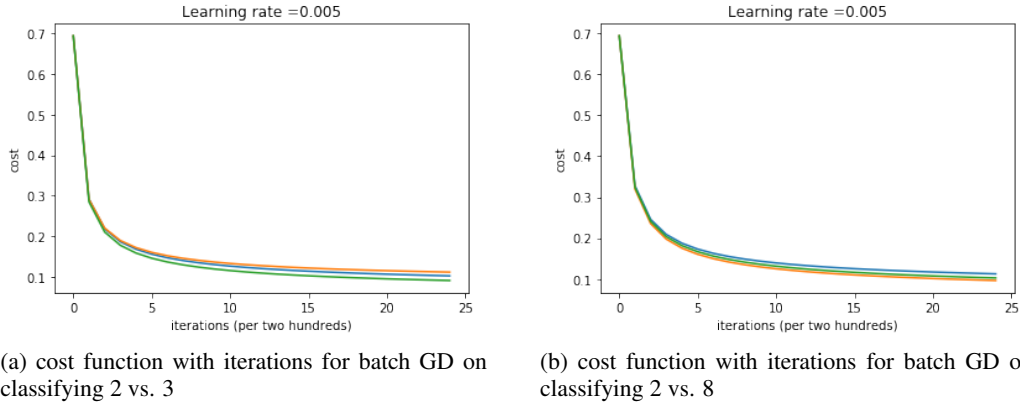 Learning rate =0.005
cost
0.7
0.6
0.5
0.4
0.3
0.2
0.1
0 5 10 15 20 25
iterations (per two hundreds)
(a) cost function with iterations for batch GD on
classifying 2 vs. 3
Learning rate =0.005
cost
0.7
0.6
0.5
0.4
0.3
0.2
0.1
0 5 10 15 20 25
iterations (per two hundreds)
(b) cost function with iterations for batch GD o
classifying 2 vs. 8